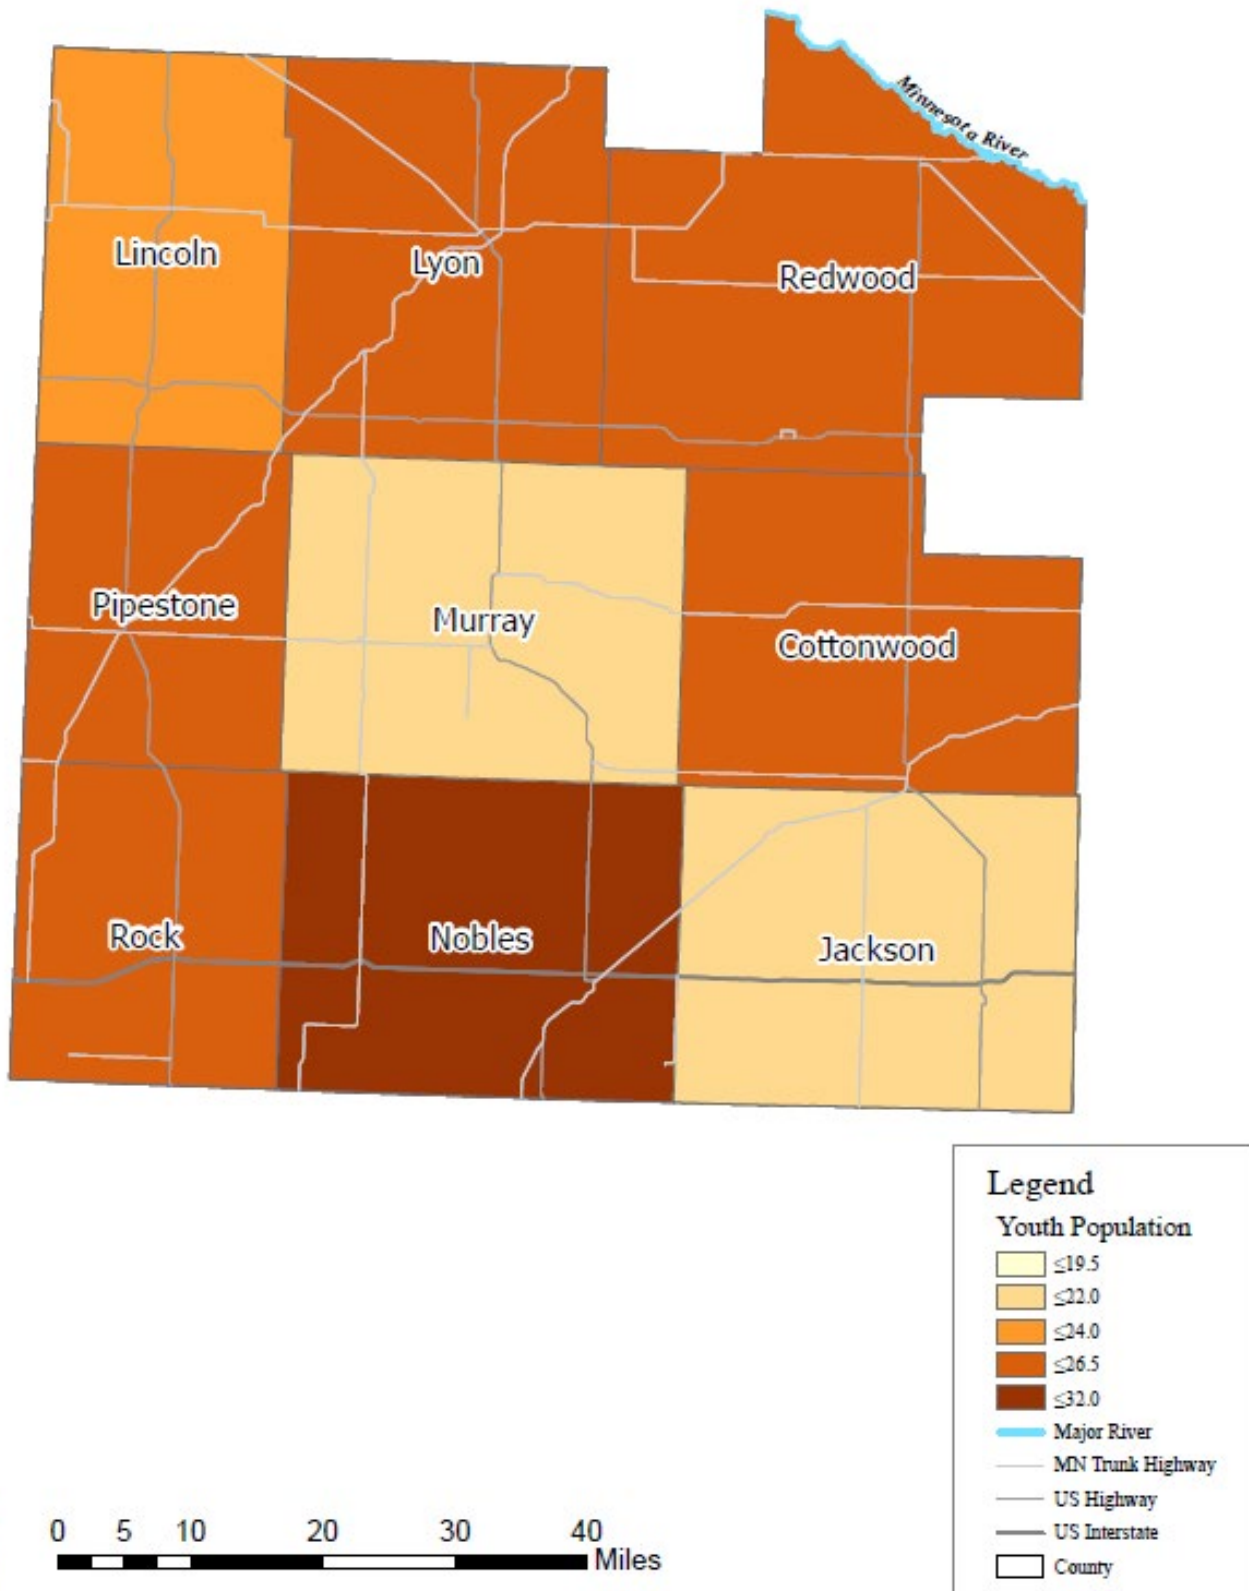 Minnesota River
Lincoln
Lyon
Redwood
Pipestone
Murray
Cottonwood
Rock
Nobles
Jackson
Legend
Youth Population
≤19.5
≤22.0
≤24.0
≤26.5
≤32.0
Major River
MN Trunk Highway
US Highway
US Interstate
County
0 5 10 20 30 40
Miles